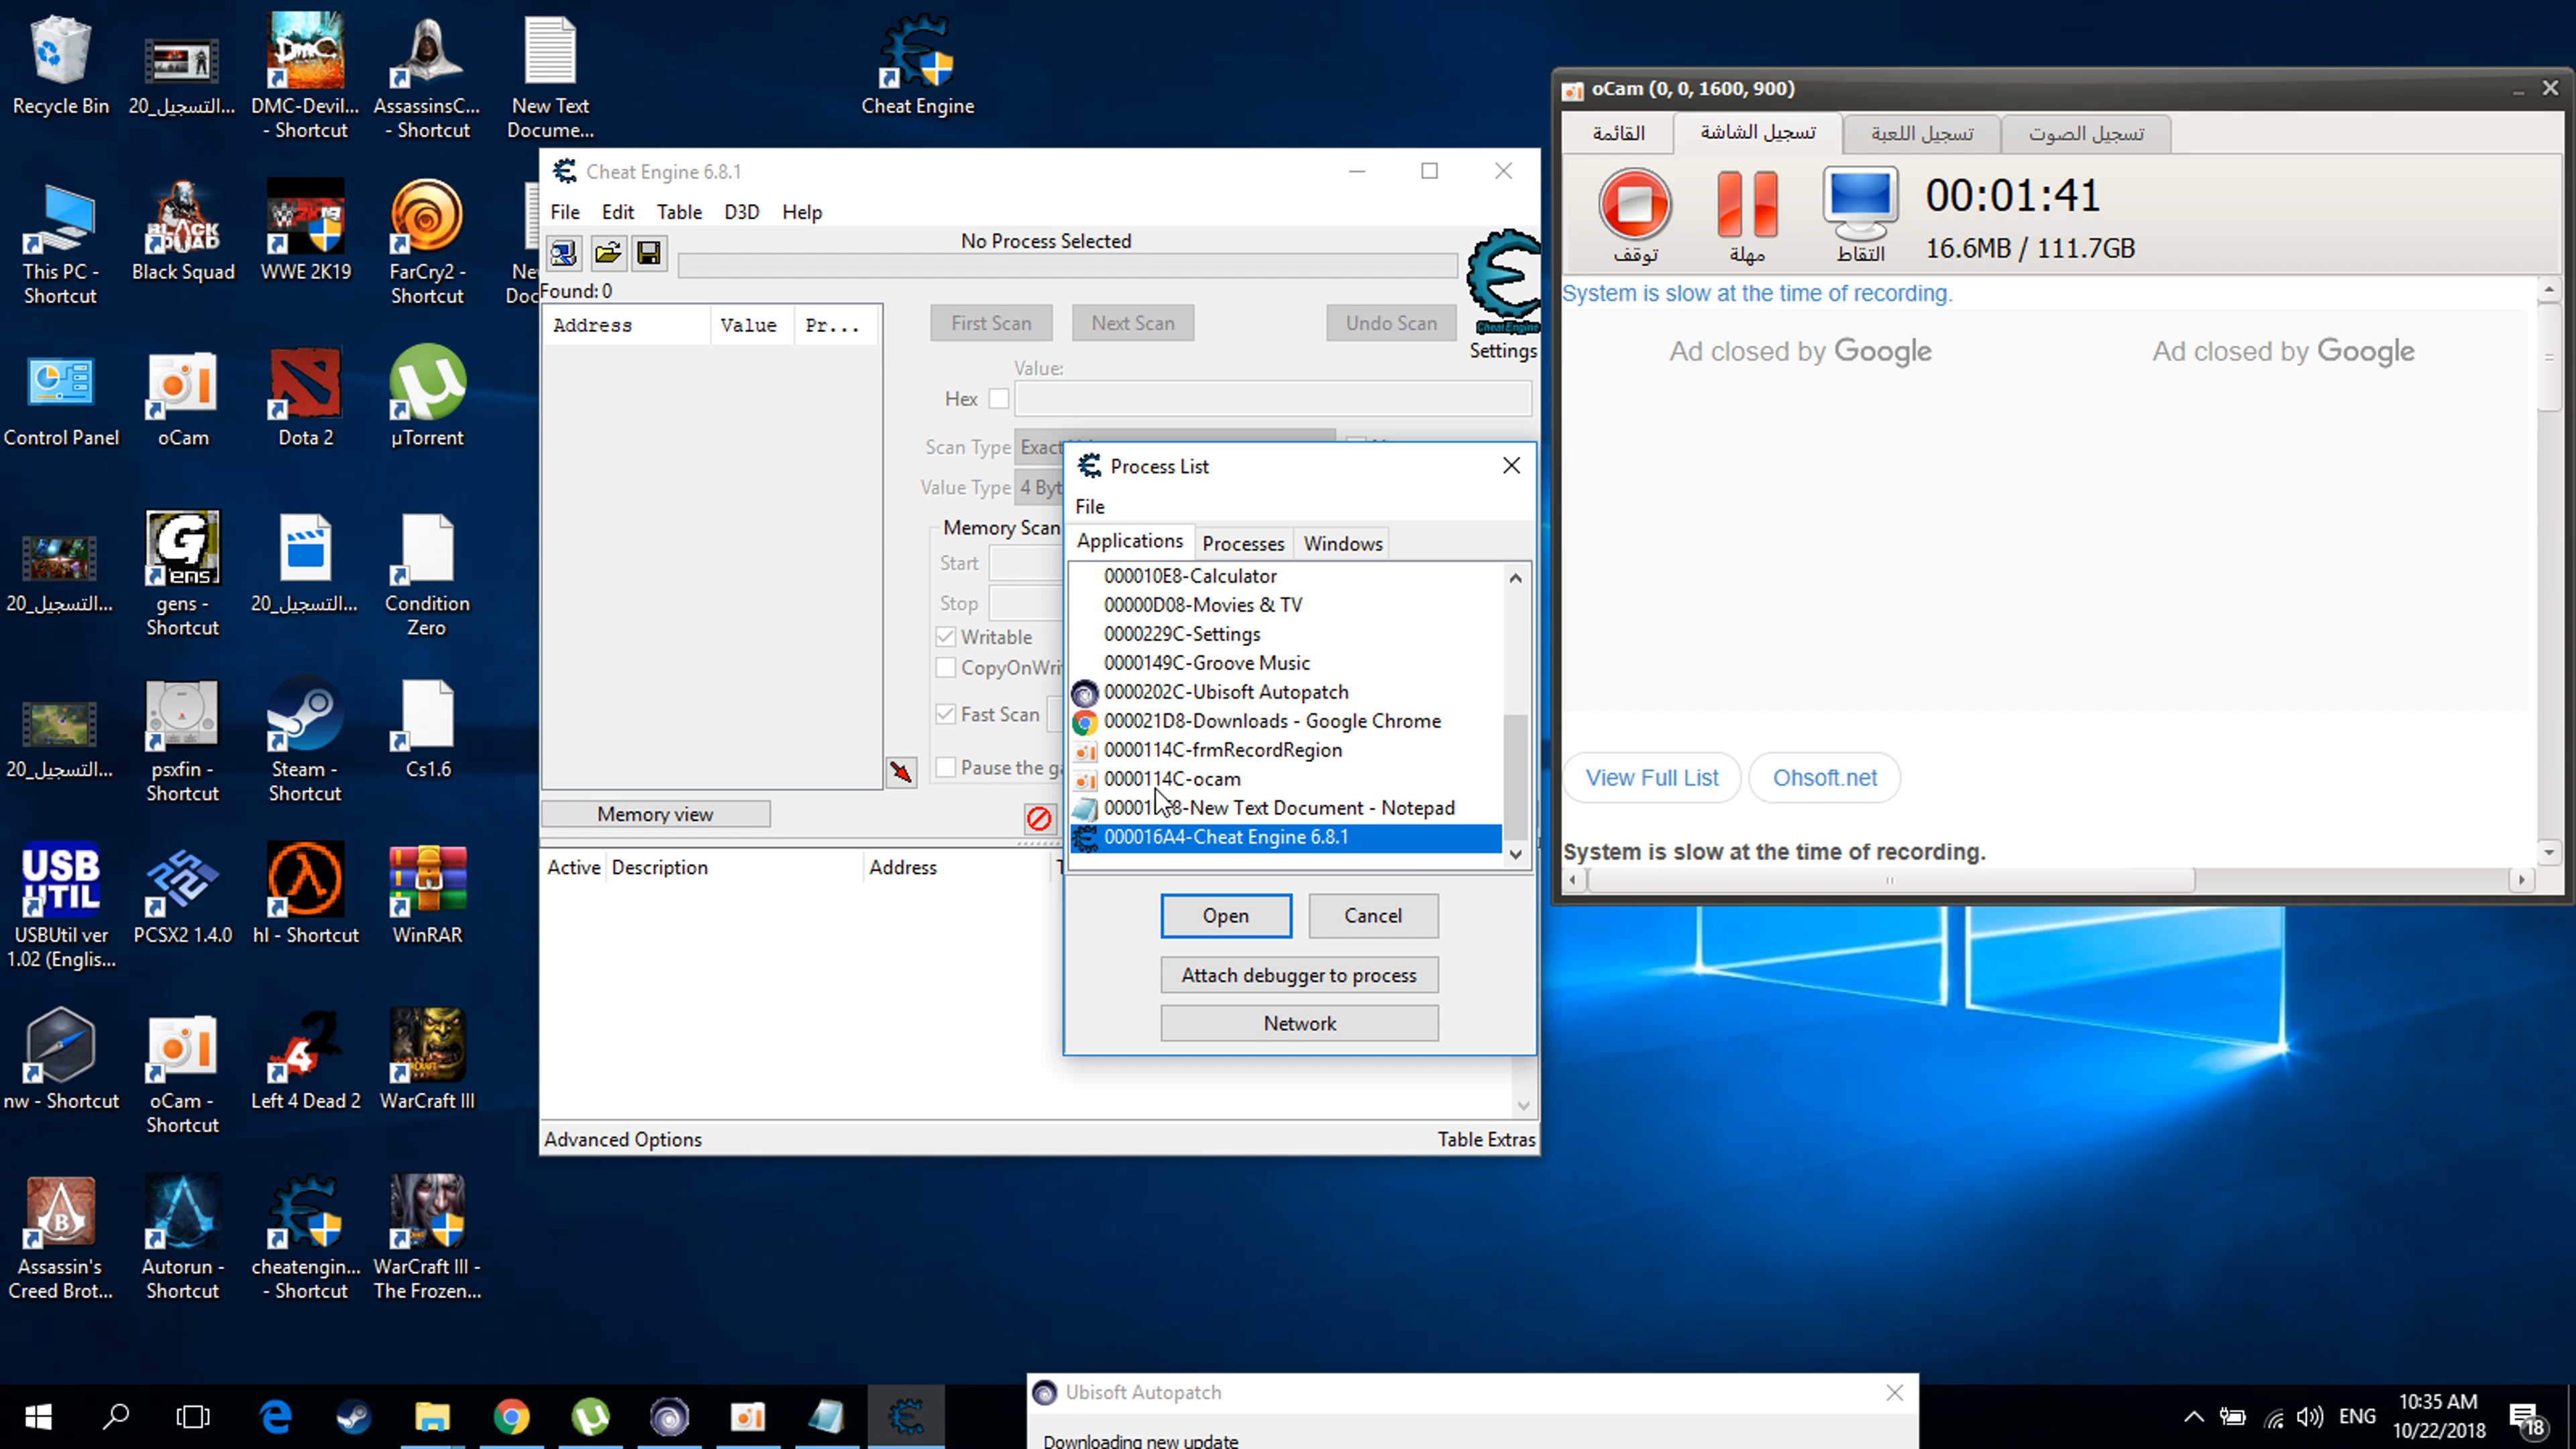 Recycle Bin
التسجيل_20...
DMC-Devil... - Shortcut
AssassinsC... - Shortcut
New Text Docume...
Cheat Engine
This PC - Shortcut
Black Squad
WWE 2K19
FarCry2 - Shortcut
Control Panel
oCam
Dota 2
µTorrent
التسجيل_20...
gens - Shortcut
التسجيل_20...
Condition Zero
التسجيل_20...
psxfin - Shortcut
Steam - Shortcut
Cs1.6
USBUtil ver 1.02 (Englis...
PCSX2 1.4.0
hl - Shortcut
WinRAR
nw - Shortcut
oCam - Shortcut
Left 4 Dead 2
WarCraft III
Assassin's Creed Brot...
Autorun - Shortcut
cheatengin... - Shortcut
WarCraft III - The Frozen...
Cheat Engine 6.8.1
File Edit Table D3D Help
No Process Selected
Found: 0
Address Value Pr...
First Scan Next Scan Undo Scan
Cheat Engine
Settings
Value:
Hex
Scan Type Exact
Value Type 4 Byt
Memory Scan
Start
Stop
Writable
CopyOnWri
Fast Scan
Pause the ga
Memory view
Active Description Address T
Advanced Options Table Extras
Process List
File
Applications Processes Windows
000010E8-Calculator
00000D08-Movies & TV
0000229C-Settings
0000149C-Groove Music
0000202C-Ubisoft Autopatch
000021D8-Downloads - Google Chrome
0000114C-frmRecordRegion
0000114C-ocam
-New Text Document - Notepad
000016A4-Cheat Engine 6.8.1
Open Cancel
Attach debugger to process
Network
oCam (0, 0, 1600, 900)
القائمة تسجيل الشاشة تسجيل اللعبة تسجيل الصوت
00:01:41
16.6MB / 111.7GB
توقف مهلة التقاط
System is slow at the time of recording.
Ad closed by Google Ad closed by Google
View Full List Ohsoft.net
System is slow at the time of recording.
Ubisoft Autopatch
Downloading new update
ENG
10:35 AM
10/22/2018
18